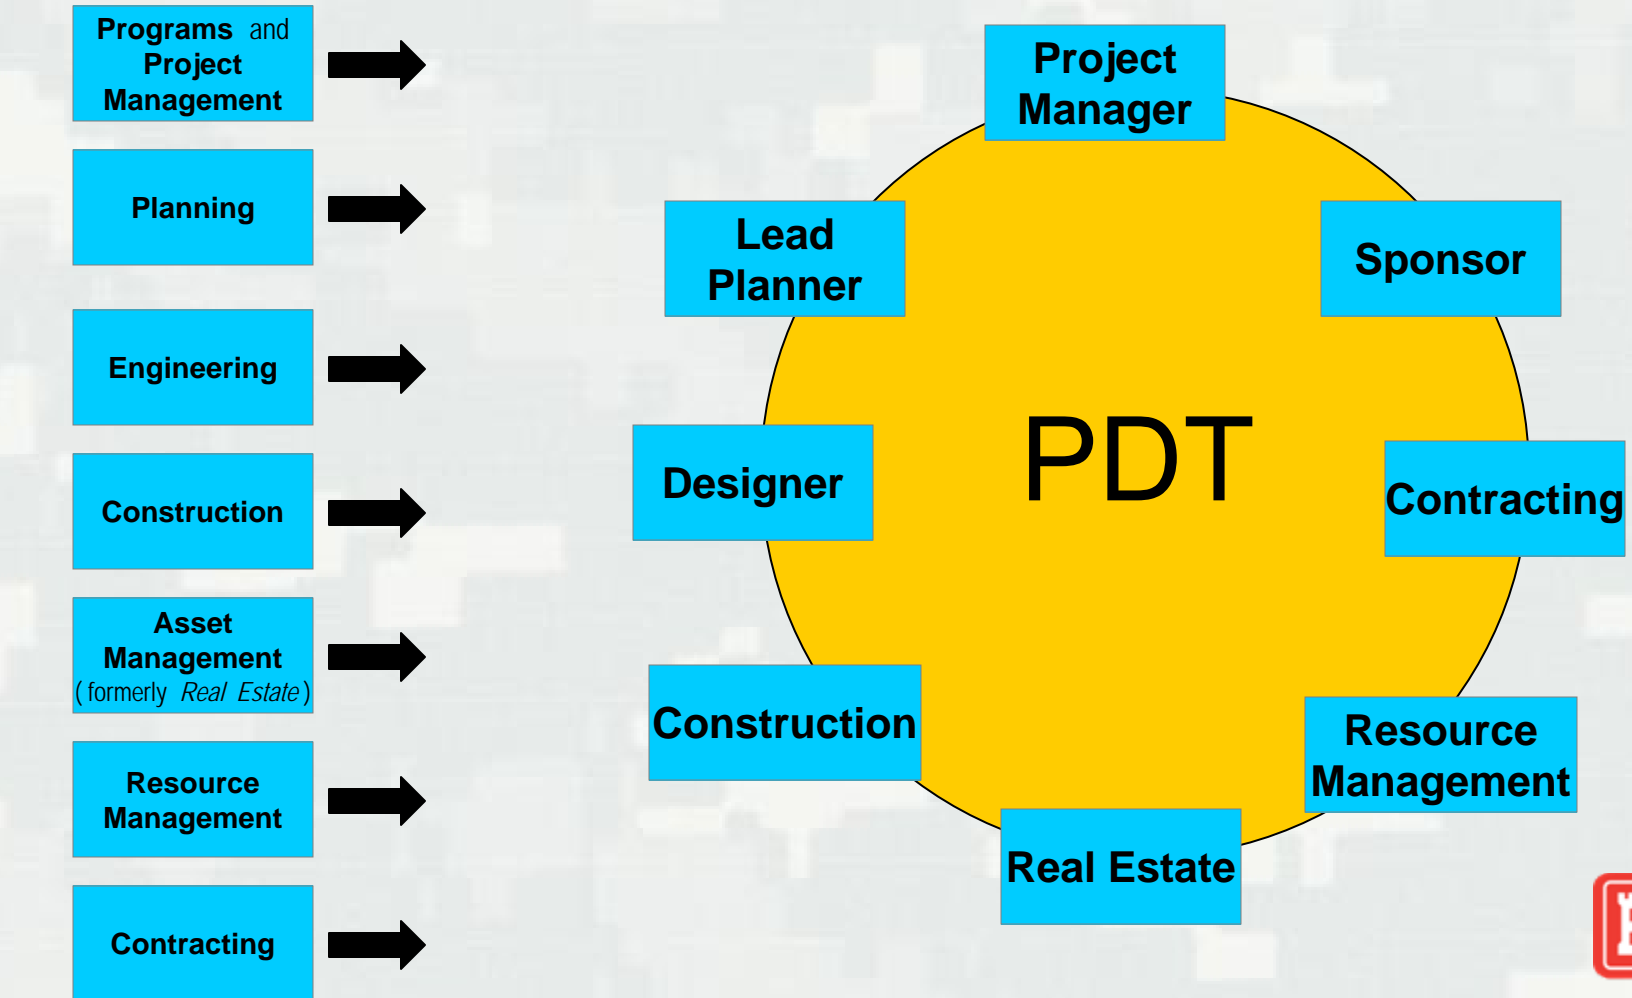 Programs and
Project
Management
Planning
Engineering
Construction
Asset
Management
(formerly Real Estate)
Resource
Management
Contracting
Project
Manager
Lead
Planner
Sponsor
Designer
PDT
Contracting
Construction
Resource
Management
Real Estate